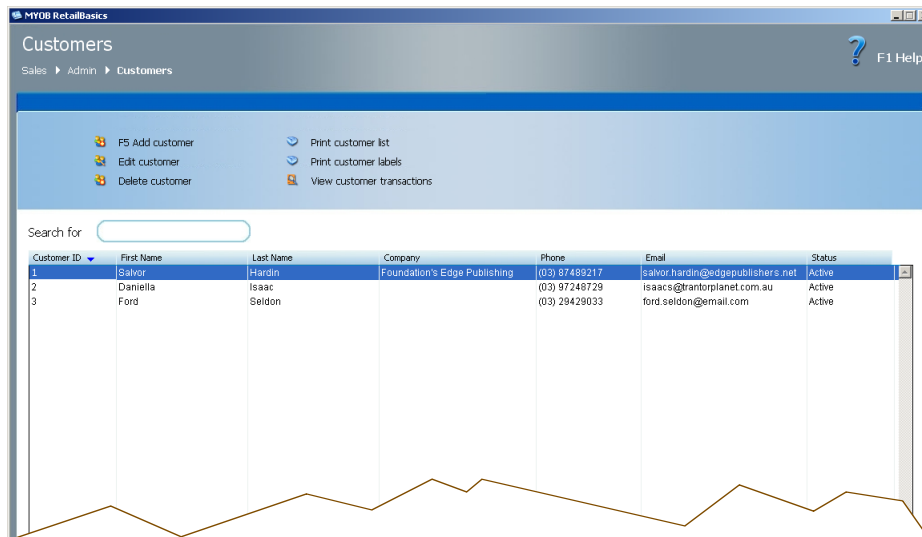 MYOB RetailBasics
Customers
F1 Help
Sales Admin Customers
F5 Add customer Print customer list
Edit customer Print customer labels
Delete customer View customer transactions
Search for
Customer ID First Name Last Name Company Phone Email Status
1 Salvor Hardin Foundation's Edge Publishing (03) 87489217 salvor.hardin@edgepublishers.net Active
2 Daniella Isaac (03) 97248729 isaacs@trantorplanet.com.au Active
3 Ford Seldon (03) 29429033 ford.seldon@email.com Active